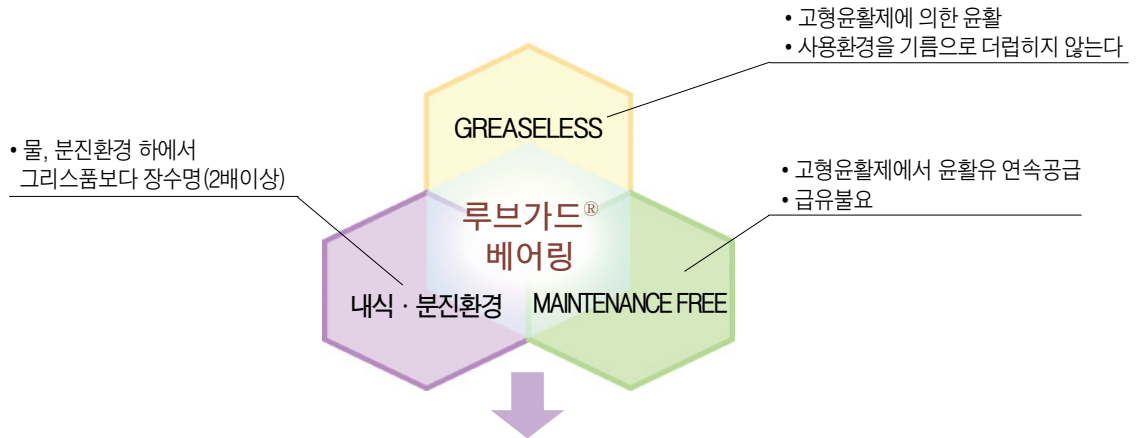 • 고형윤활제에 의한 윤활
• 사용환경을 기름으로 더럽히지 않는다
GREASELESS
• 물, 분진환경 하에서
그리스품보다 장수명(2배이상)
• 고형윤활제에서 윤활유 연속공급
• 급유불요
루브가드®
베어링
내식 · 분진환경
MAINTENANCE FREE